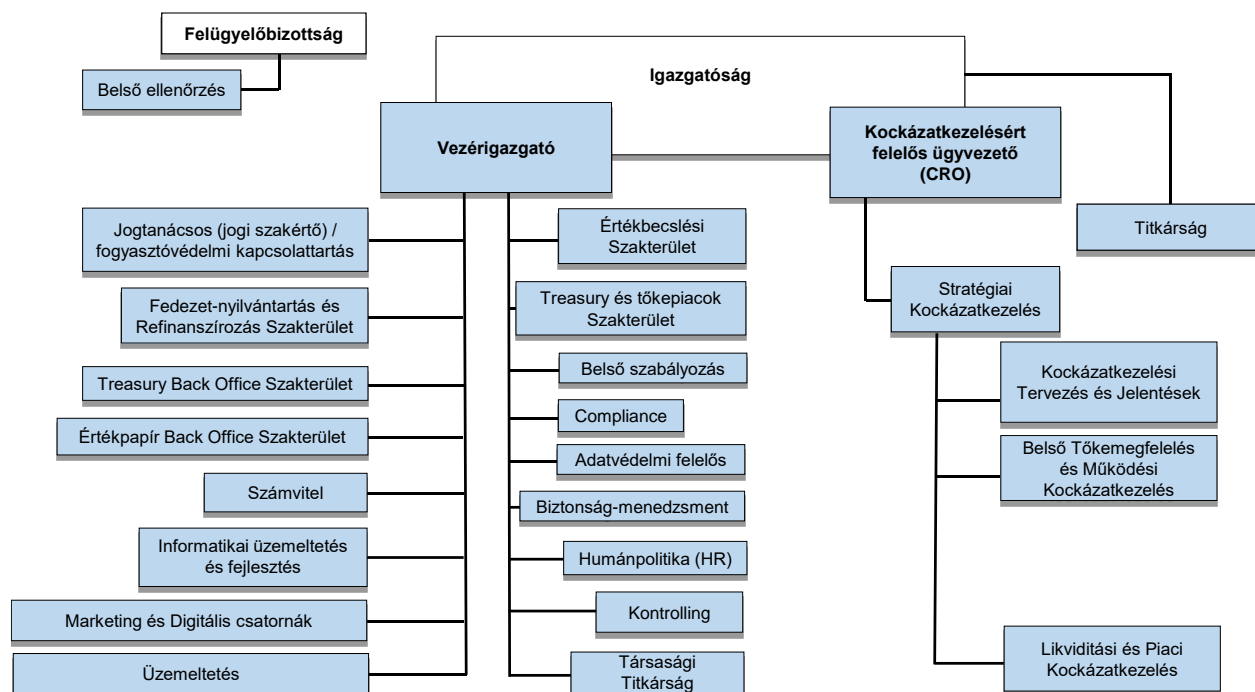 Felügyelőbizottság
Belső ellenőrzés
Igazgatóság
Vezérigazgató
Kockázatkezelésért
felelős ügyvezető
(CRO)
Titkárság
Jogtanácsos (jogi szakértő) /
fogyasztóvédelmi kapcsolattartás
Fedezet-nyilvántartás és
Refinanszírozás Szakterület
Treasury Back Office Szakterület
Értékpapír Back Office Szakterület
Számvitel
Informatikai üzemeltetés
és fejlesztés
Marketing és Digitális csatornák
Üzemeltetés
Értékbecslési
Szakterület
Treasury és tőkepiacok
Szakterület
Belső szabályozás
Compliance
Adatvédelmi felelős
Biztonság-menedzsment
Humánpolitika (HR)
Kontrolling
Társasági
Titkárság
Stratégiai
Kockázatkezelés
Kockázatkezelési
Tervezés és Jelentések
Belső Tőkemegfelelés
és Működési
Kockázatkezelés
Likviditási és Piaci
Kockázatkezelés